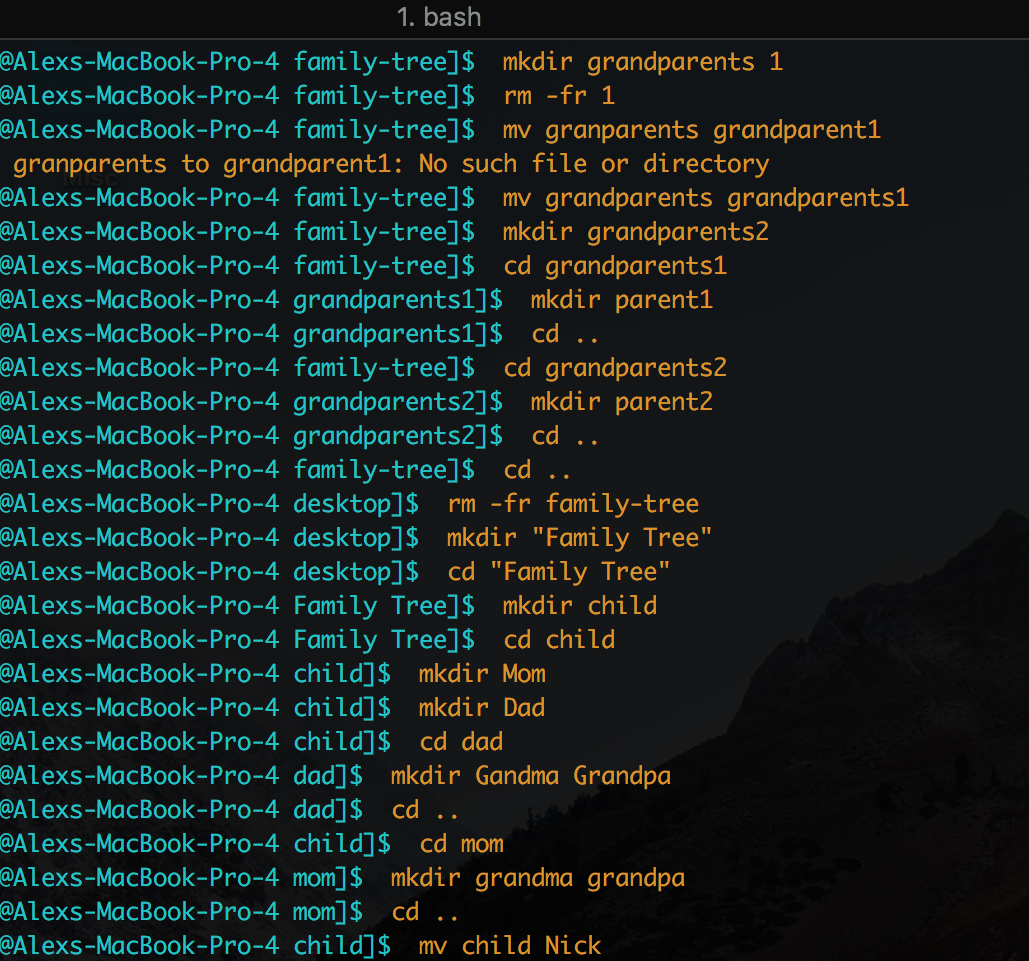 1. bash
@Alexs-MacBook-Pro-4 family-tree]$ mkdir grandparents 1
@Alexs-MacBook-Pro-4 family-tree]$ rm -fr 1
@Alexs-MacBook-Pro-4 family-tree]$ mv granparents grandparent1
granparents to grandparent1: No such file or directory
@Alexs-MacBook-Pro-4 family-tree]$ mv grandparents grandparents1
@Alexs-MacBook-Pro-4 family-tree]$ mkdir grandparents2
@Alexs-MacBook-Pro-4 family-tree]$ cd grandparents1
@Alexs-MacBook-Pro-4 grandparents1]$ mkdir parent1
@Alexs-MacBook-Pro-4 grandparents1]$ cd ..
@Alexs-MacBook-Pro-4 family-tree]$ cd grandparents2
@Alexs-MacBook-Pro-4 grandparents2]$ mkdir parent2
@Alexs-MacBook-Pro-4 grandparents2]$ cd ..
@Alexs-MacBook-Pro-4 family-tree]$ cd ..
@Alexs-MacBook-Pro-4 desktop]$ rm -fr family-tree
@Alexs-MacBook-Pro-4 desktop]$ mkdir "Family Tree"
@Alexs-MacBook-Pro-4 desktop]$ cd "Family Tree"
@Alexs-MacBook-Pro-4 Family Tree]$ mkdir child
@Alexs-MacBook-Pro-4 Family Tree]$ cd child
@Alexs-MacBook-Pro-4 child]$ mkdir Mom
@Alexs-MacBook-Pro-4 child]$ mkdir Dad
@Alexs-MacBook-Pro-4 child]$ cd dad
@Alexs-MacBook-Pro-4 dad]$ mkdir Gandma Grandpa
@Alexs-MacBook-Pro-4 dad]$ cd ..
@Alexs-MacBook-Pro-4 child]$ cd mom
@Alexs-MacBook-Pro-4 mom]$ mkdir grandma grandpa
@Alexs-MacBook-Pro-4 mom]$ cd ..
@Alexs-MacBook-Pro-4 child]$ mv child Nick